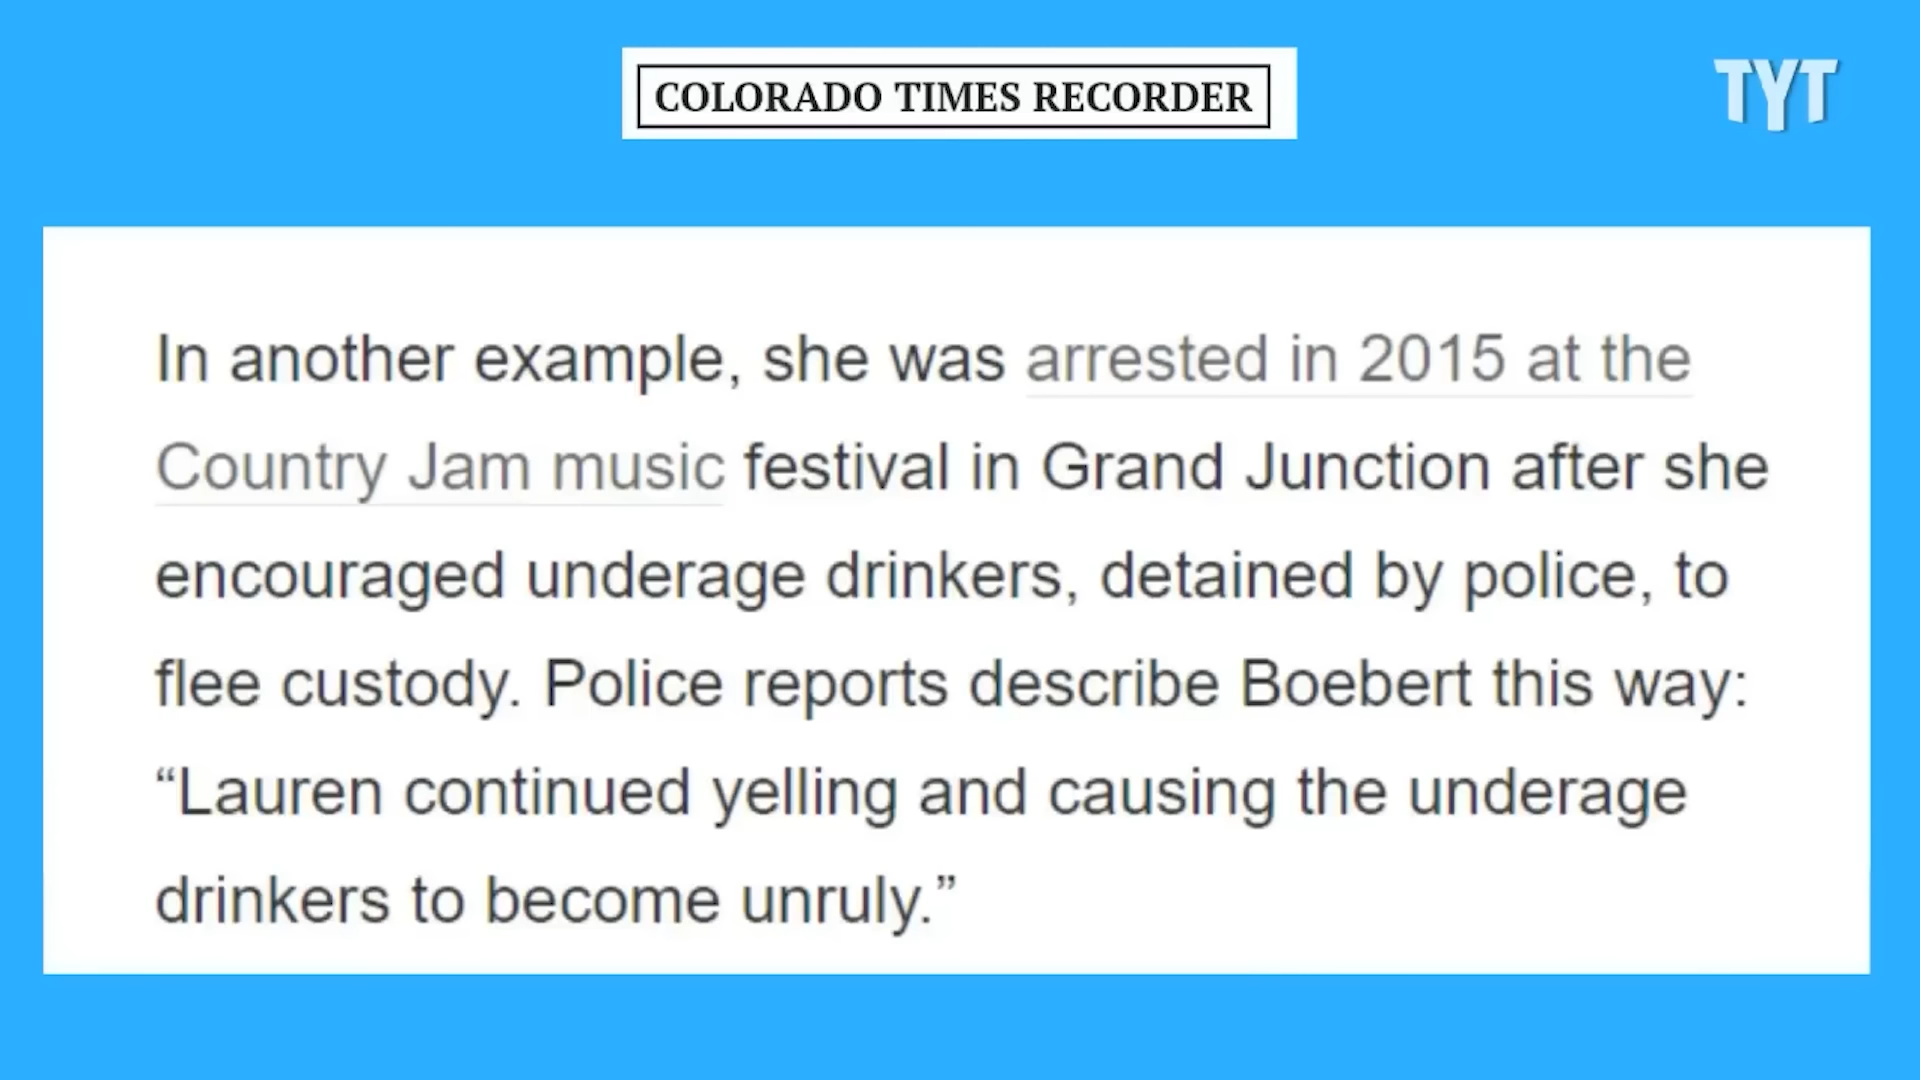 COLORADO TIMES RECORDER
TYT
In another example, she was arrested in 2015 at the
Country Jam music festival in Grand Junction after she
encouraged underage drinkers, detained by police, to
flee custody. Police reports describe Boebert this way:
“Lauren continued yelling and causing the underage
drinkers to become unruly.”